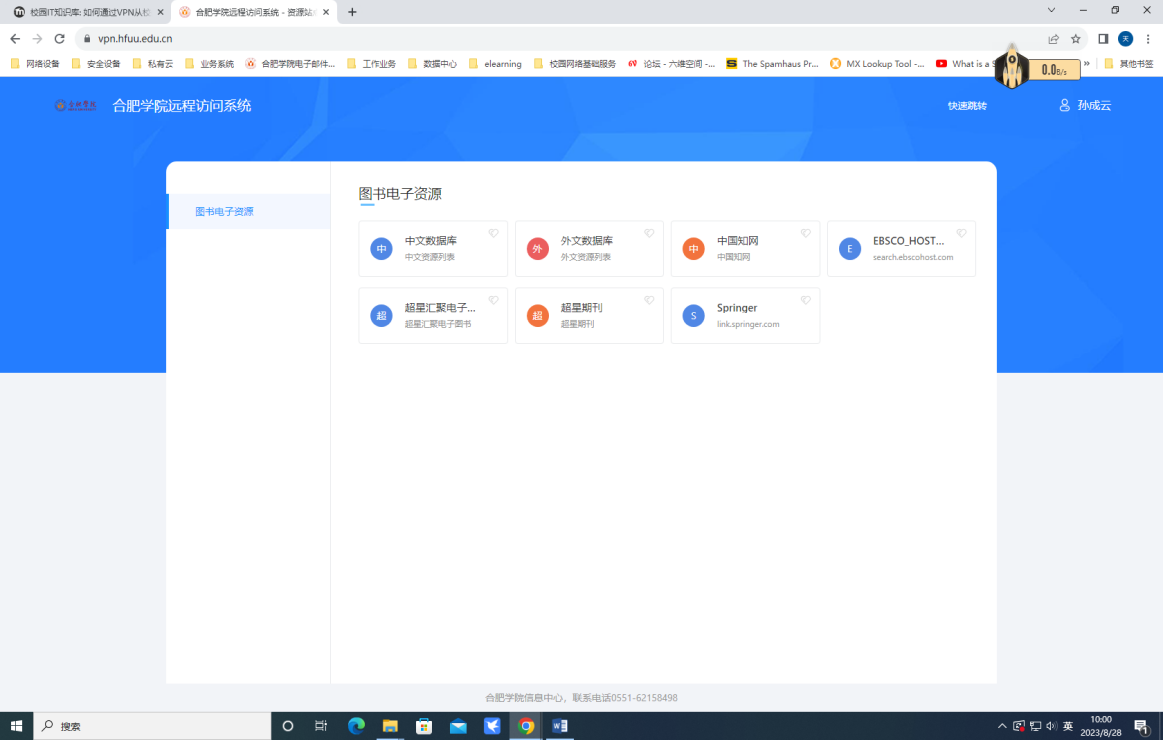 校园IT知识库: 如何通过VPN从校
合肥学院远程访问系统 - 资源站
vpn.hfuu.edu.cn
网络设备 安全设备 私有云 业务系统 合肥学院电子邮件... 工作业务 数据中心 elearning 校园网络基础服务 论坛 - 六维空间 -... The Spamhaus Pr... MX Lookup Tool -... What is a S » 其他书签
0.0B/s
合肥学院远程访问系统
快速跳转
孙成云
图书电子资源
图书电子资源
中 中文数据库
中文资源列表
外 外文数据库
外文资源列表
中 中国知网
中国知网
E EBSCO_HOST...
search.ebscohost.com
超 超星汇聚电子...
超星汇聚电子图书
超 超星期刊
超星期刊
S Springer
link.springer.com
合肥学院信息中心，联系电话0551-62158498
搜索
英
10:00
2023/8/28
1